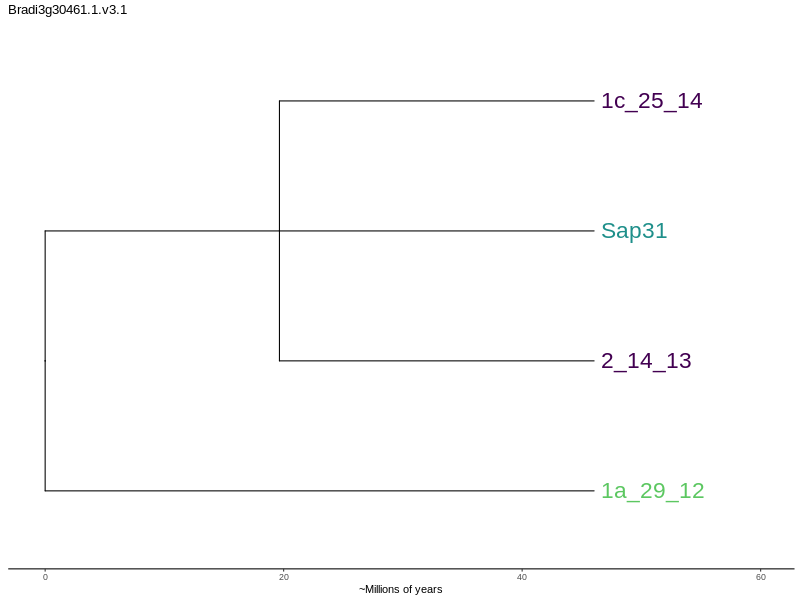 Bradi3g30461.1.v3.1
1c_25_14
Sap31
2_14_13
1a_29_12
0 20 40 60
~Millions of years